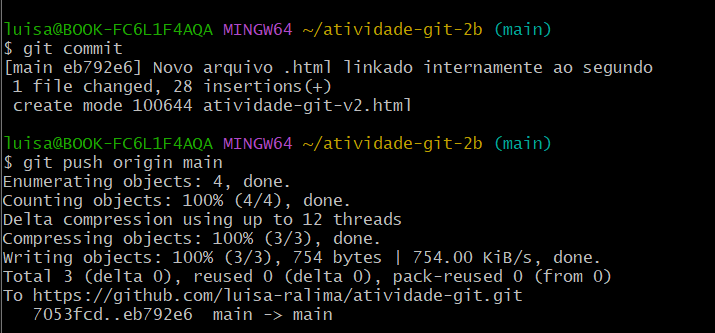 luisa@BOOK-FC6L1F4AQA MINGW64 ~/atividade-git-2b (main)
$ git commit
[main eb792e6] Novo arquivo .html linkado internamente ao segundo
 1 file changed, 28 insertions(+)
 create mode 100644 atividade-git-v2.html
luisa@BOOK-FC6L1F4AQA MINGW64 ~/atividade-git-2b (main)
$ git push origin main
Enumerating objects: 4, done.
Counting objects: 100% (4/4), done.
Delta compression using up to 12 threads
Compressing objects: 100% (3/3), done.
Writing objects: 100% (3/3), 754 bytes | 754.00 KiB/s, done.
Total 3 (delta 0), reused 0 (delta 0), pack-reused 0 (from 0)
To https://github.com/luisa-ralima/atividade-git.git
   7053fcd..eb792e6  main -> main